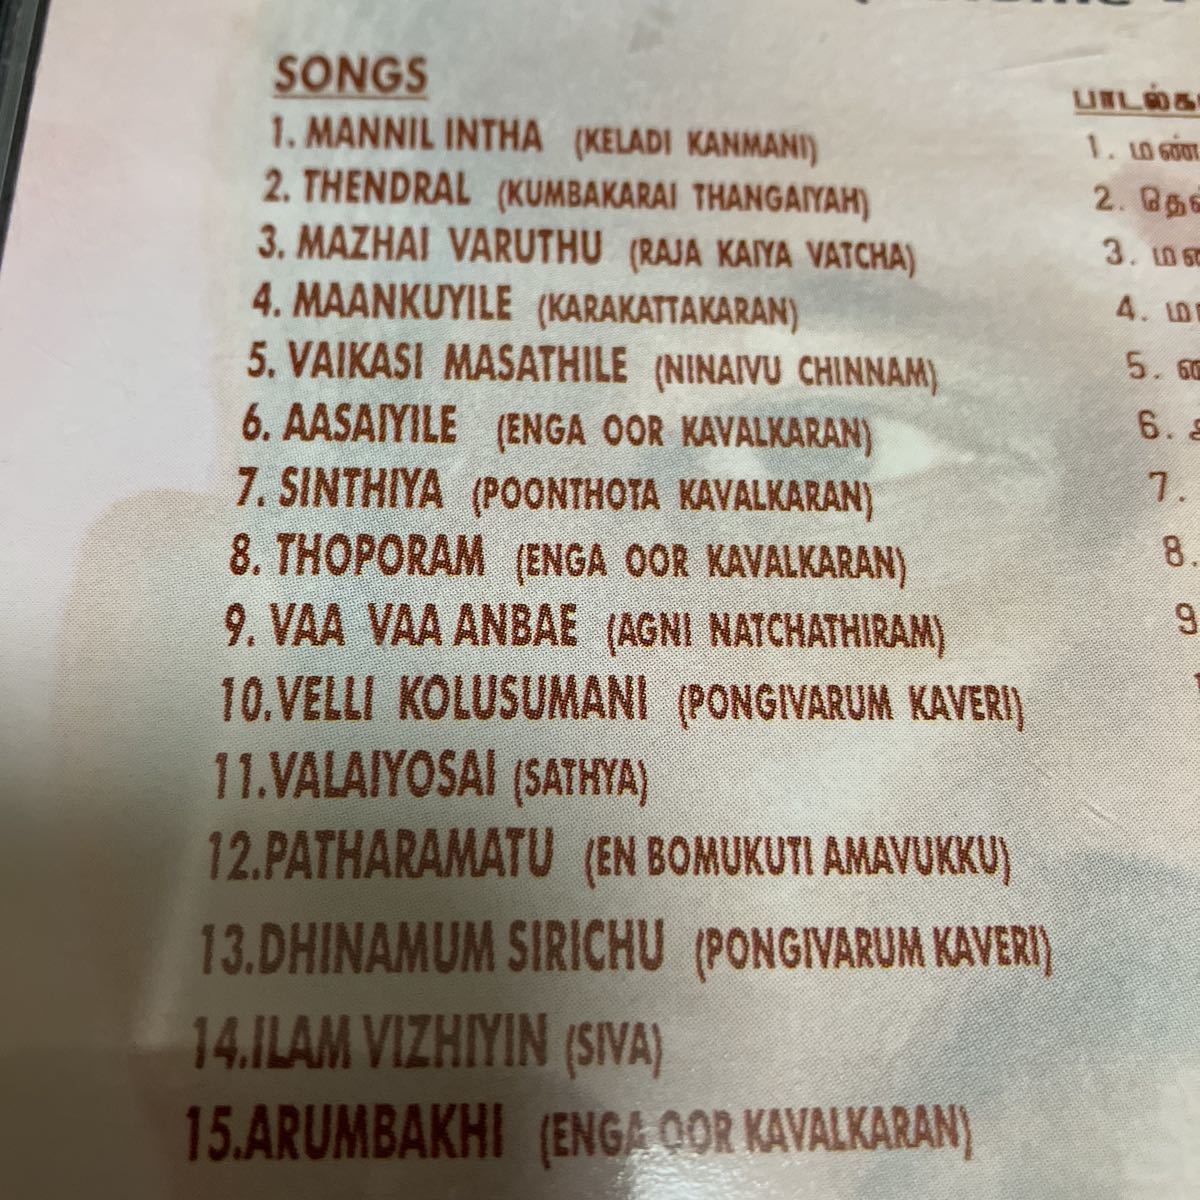 SONGS
1. MANNIL INTHA (KELADI KANMANI)
2. THENDRAL (KUMBAKARAI THANGAIYAH)
3. MAZHAI VARUTHU (RAJA KAIYA VATCHA)
4. MAANKUYILE (KARAKATTAKARAN)
5. VAIKASI MASATHILE (NINAIVU CHINNAM)
6. AASAIYILE (ENGA OOR KAVALKARAN)
7. SINTHIYA (POONTHOTA KAVALKARAN)
8. THOPORAM (ENGA OOR KAVALKARAN)
9. VAA VAA ANBAE (AGNI NATCHATHIRAM)
10.VELLI KOLUSUMANI (PONGIVARUM KAVERI)
11.VALAIYOSAI (SATHYA)
12.PATHARAMATU (EN BOMUKUTI AMAVUKKU)
13.DHINAMUM SIRICHU (PONGIVARUM KAVERI)
14.ILAM VIZHIYIN (SIVA)
15.ARUMBAKHI (ENGA OOR KAVALKARAN)
1.
2.
3.
4.
5.
6.
7.
8.
9